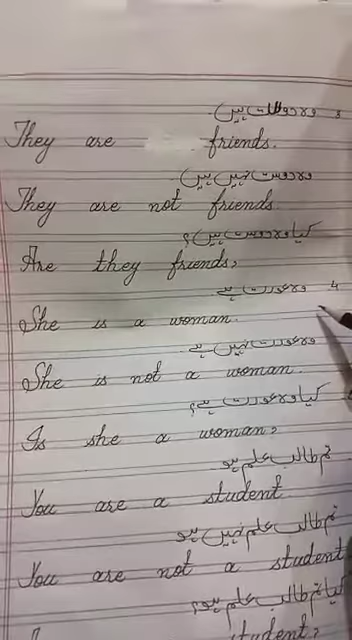 3 وہ دوست ہیں
They are friends.
وہ دوست نہیں ہیں
They are not friends.
کیا وہ دوست ہیں؟
Are they friends?
4 وہ عورت ہے
She is a woman.
وہ عورت نہیں ہے
She is not a woman.
کیا وہ عورت ہے؟
Is she a woman?
تم طالب علم ہو
You are a student
تم طالب علم نہیں ہو
You are not a student
کیا تم طالب علم ہو؟
student?